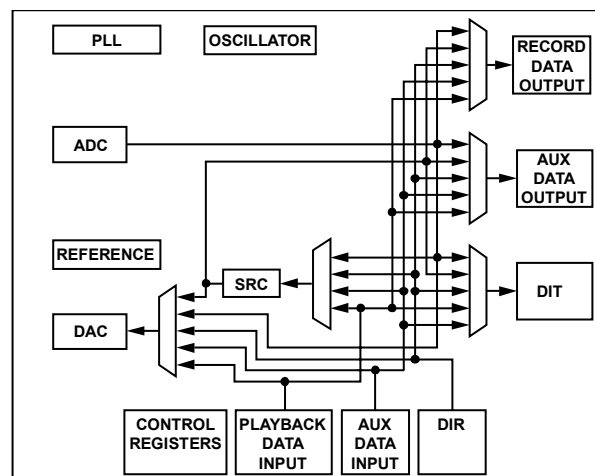 PLL
OSCILLATOR
RECORD
DATA
OUTPUT
ADC
AUX
DATA
OUTPUT
REFERENCE
SRC
DIT
DAC
CONTROL
REGISTERS
PLAYBACK
DATA
INPUT
AUX
DATA
INPUT
DIR